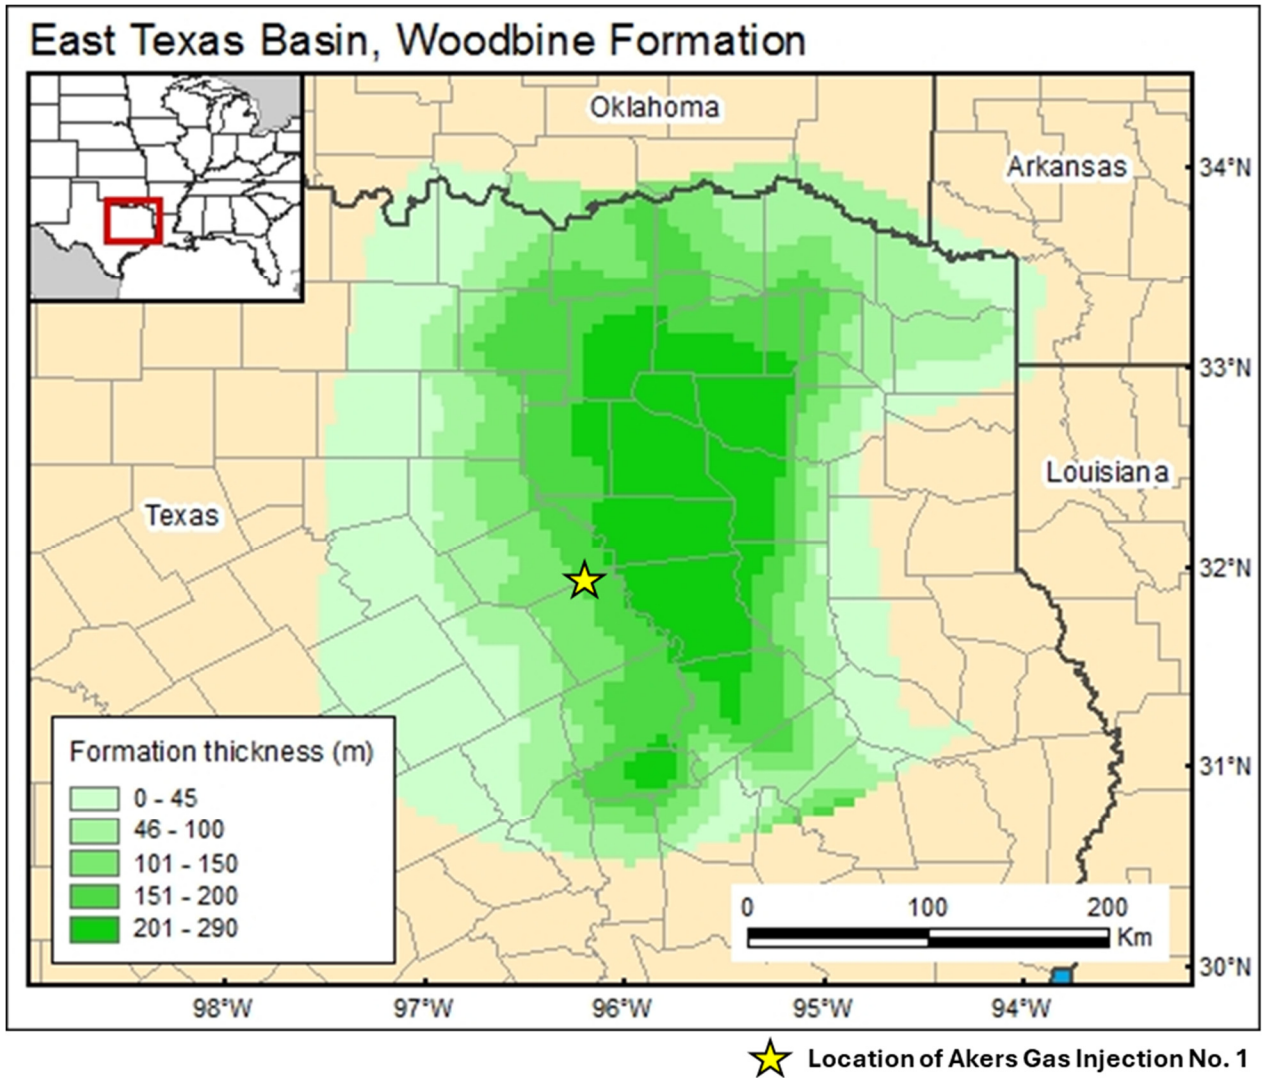 East Texas Basin, Woodbine Formation
Oklahoma
Arkansas
34°N
33°N
Louisiana
Texas
32°N
Formation thickness (m)
0 - 45
46 - 100
101 - 150
151 - 200
201 - 290
31°N
0 100 200
Km
30°N
98°W 97°W 96°W 95°W 94°W
Location of Akers Gas Injection No. 1